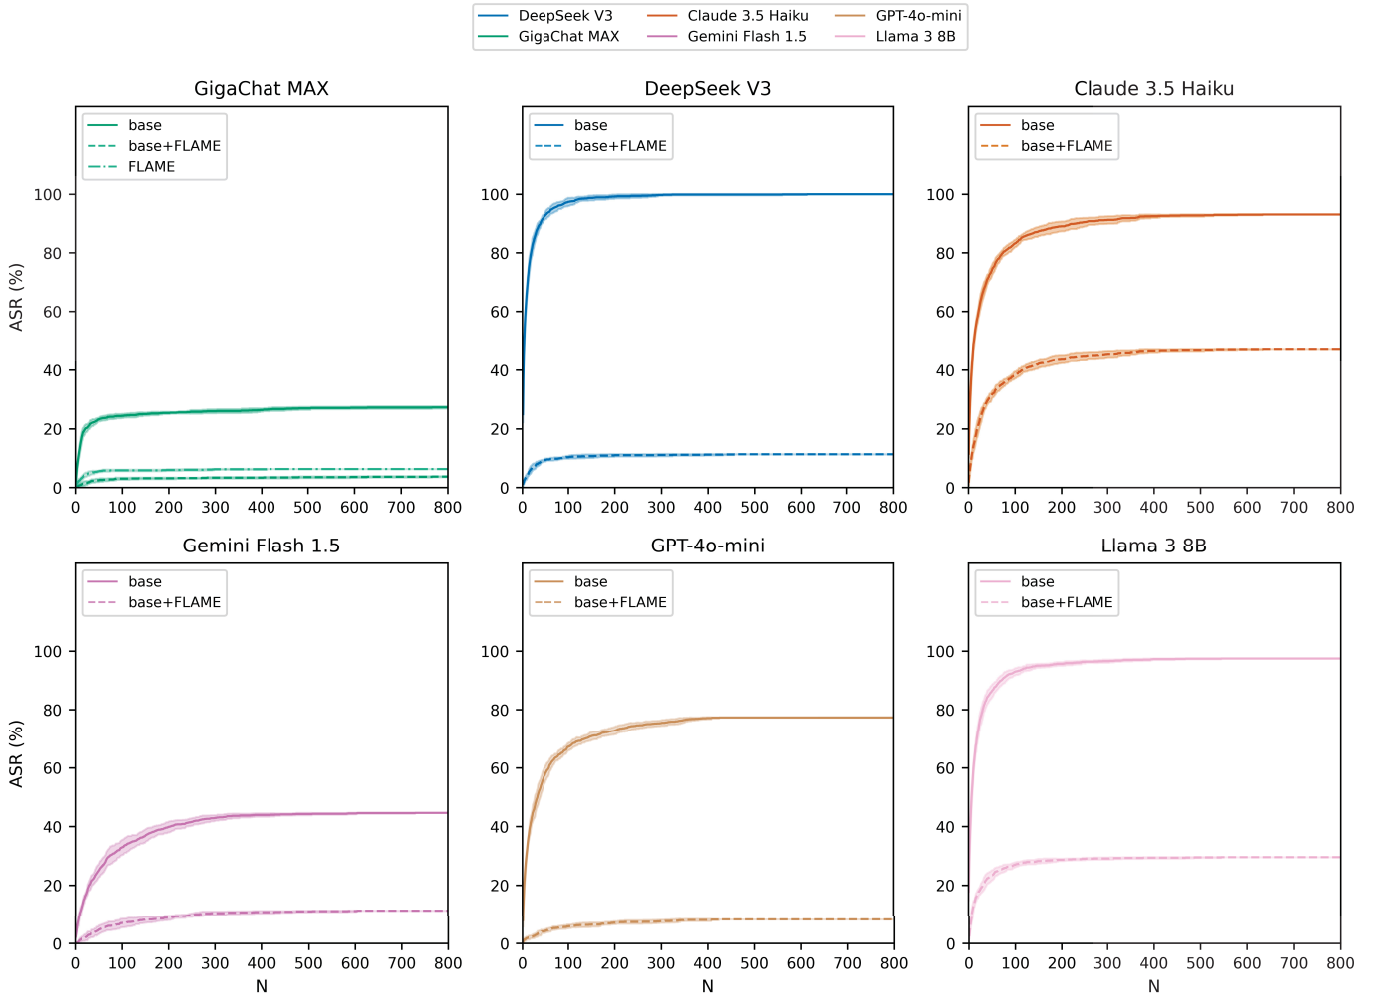 DeepSeek V3 Claude 3.5 Haiku GPT-4o-mini
GigaChat MAX Gemini Flash 1.5 Llama 3 8B
GigaChat MAX
base
base+FLAME
FLAME
ASR (%)
100
80
60
40
20
0
0 100 200 300 400 500 600 700 800
DeepSeek V3
base
base+FLAME
100
80
60
40
20
0
0 100 200 300 400 500 600 700 800
Claude 3.5 Haiku
base
base+FLAME
100
80
60
40
20
0
0 100 200 300 400 500 600 700 800
Gemini Flash 1.5
base
base+FLAME
ASR (%)
100
80
60
40
20
0
0 100 200 300 400 500 600 700 800
N
GPT-4o-mini
base
base+FLAME
100
80
60
40
20
0
0 100 200 300 400 500 600 700 800
N
Llama 3 8B
base
base+FLAME
100
80
60
40
20
0
0 100 200 300 400 500 600 700 800
N